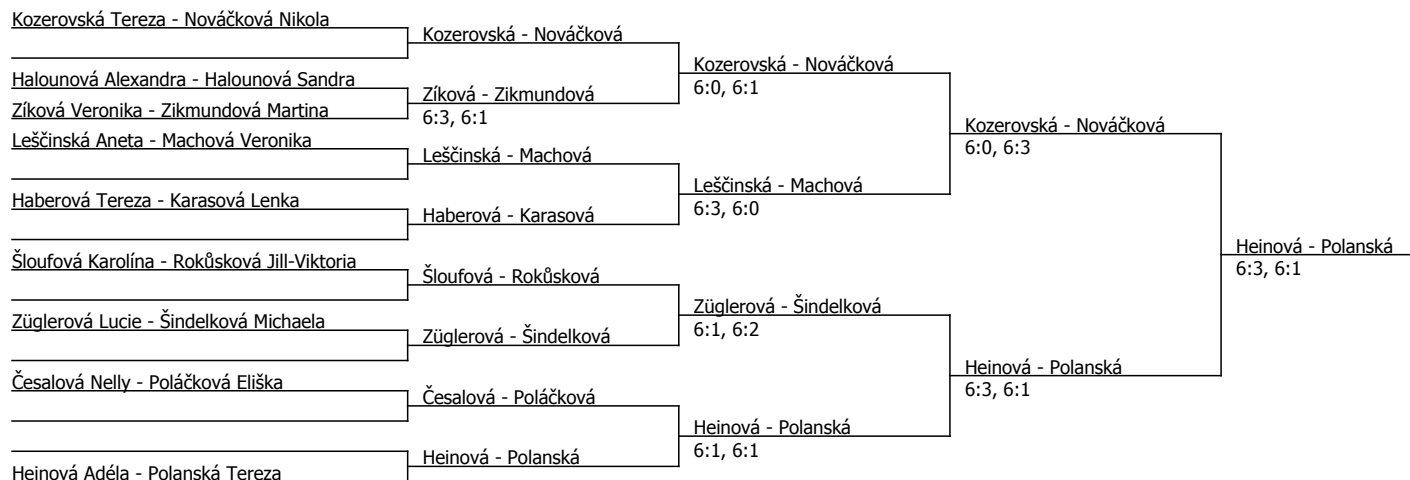 Kozerovská Tereza - Nováčková Nikola
Halounová Alexandra - Halounová Sandra
Zíková Veronika - Zikmundová Martina
Leščinská Aneta - Machová Veronika
Haberová Tereza - Karasová Lenka
Šloufová Karolína - Rokůsková Jill-Viktoria
Züglerová Lucie - Šindelková Michaela
Česalová Nelly - Poláčková Eliška
Heinová Adéla - Polanská Tereza
Kozerovská - Nováčková
Zíková - Zikmundová
6:3, 6:1
Leščinská - Machová
Haberová - Karasová
Šloufová - Rokůsková
Züglerová - Šindelková
Česalová - Poláčková
Heinová - Polanská
Kozerovská - Nováčková
6:0, 6:1
Leščinská - Machová
6:3, 6:0
Züglerová - Šindelková
6:1, 6:2
Heinová - Polanská
6:1, 6:1
Kozerovská - Nováčková
6:0, 6:3
Heinová - Polanská
6:3, 6:1
Heinová - Polanská
6:3, 6:1